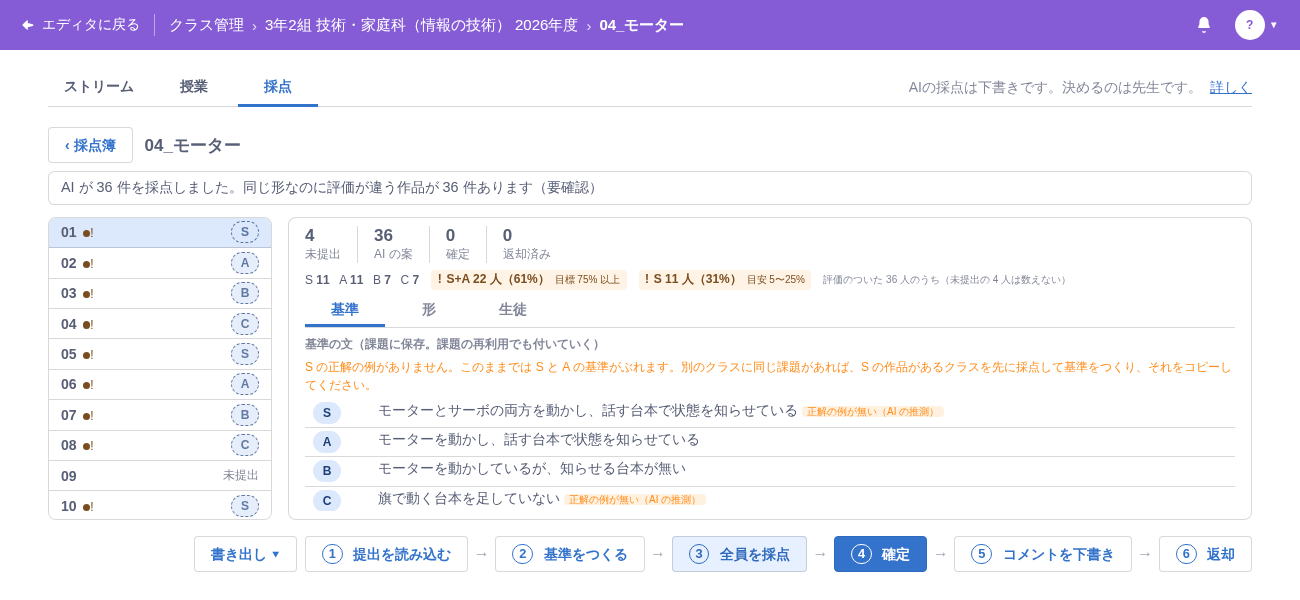 エディタに戻る クラス管理 › 3年2組 技術・家庭科（情報の技術） 2026年度 › 04_モーター ?
ストリーム 授業 採点 AIの採点は下書きです。決めるのは先生です。 詳しく
‹ 採点簿 04_モーター
AI が 36 件を採点しました。同じ形なのに評価が違う作品が 36 件あります（要確認）
01 ●! S
02 ●! A
03 ●! B
04 ●! C
05 ●! S
06 ●! A
07 ●! B
08 ●! C
09 未提出
10 ●! S
4 36 0 0
未提出 AI の案 確定 返却済み
S 11 A 11 B 7 C 7 ! S+A 22 人（61%） 目標 75% 以上 ! S 11 人（31%） 目安 5〜25% 評価のついた 36 人のうち（未提出の 4 人は数えない）
基準 形 生徒
基準の文（課題に保存。課題の再利用でも付いていく）
S の正解の例がありません。このままでは S と A の基準がぶれます。別のクラスに同じ課題があれば、S の作品があるクラスを先に採点して基準をつくり、それをコピーし
てください。
S モーターとサーボの両方を動かし、話す台本で状態を知らせている 正解の例が無い（AI の推測）
A モーターを動かし、話す台本で状態を知らせている
B モーターを動かしているが、知らせる台本が無い
C 旗で動く台本を足していない 正解の例が無い（AI の推測）
書き出し ▾ 1 提出を読み込む → 2 基準をつくる → 3 全員を採点 → 4 確定 → 5 コメントを下書き → 6 返却